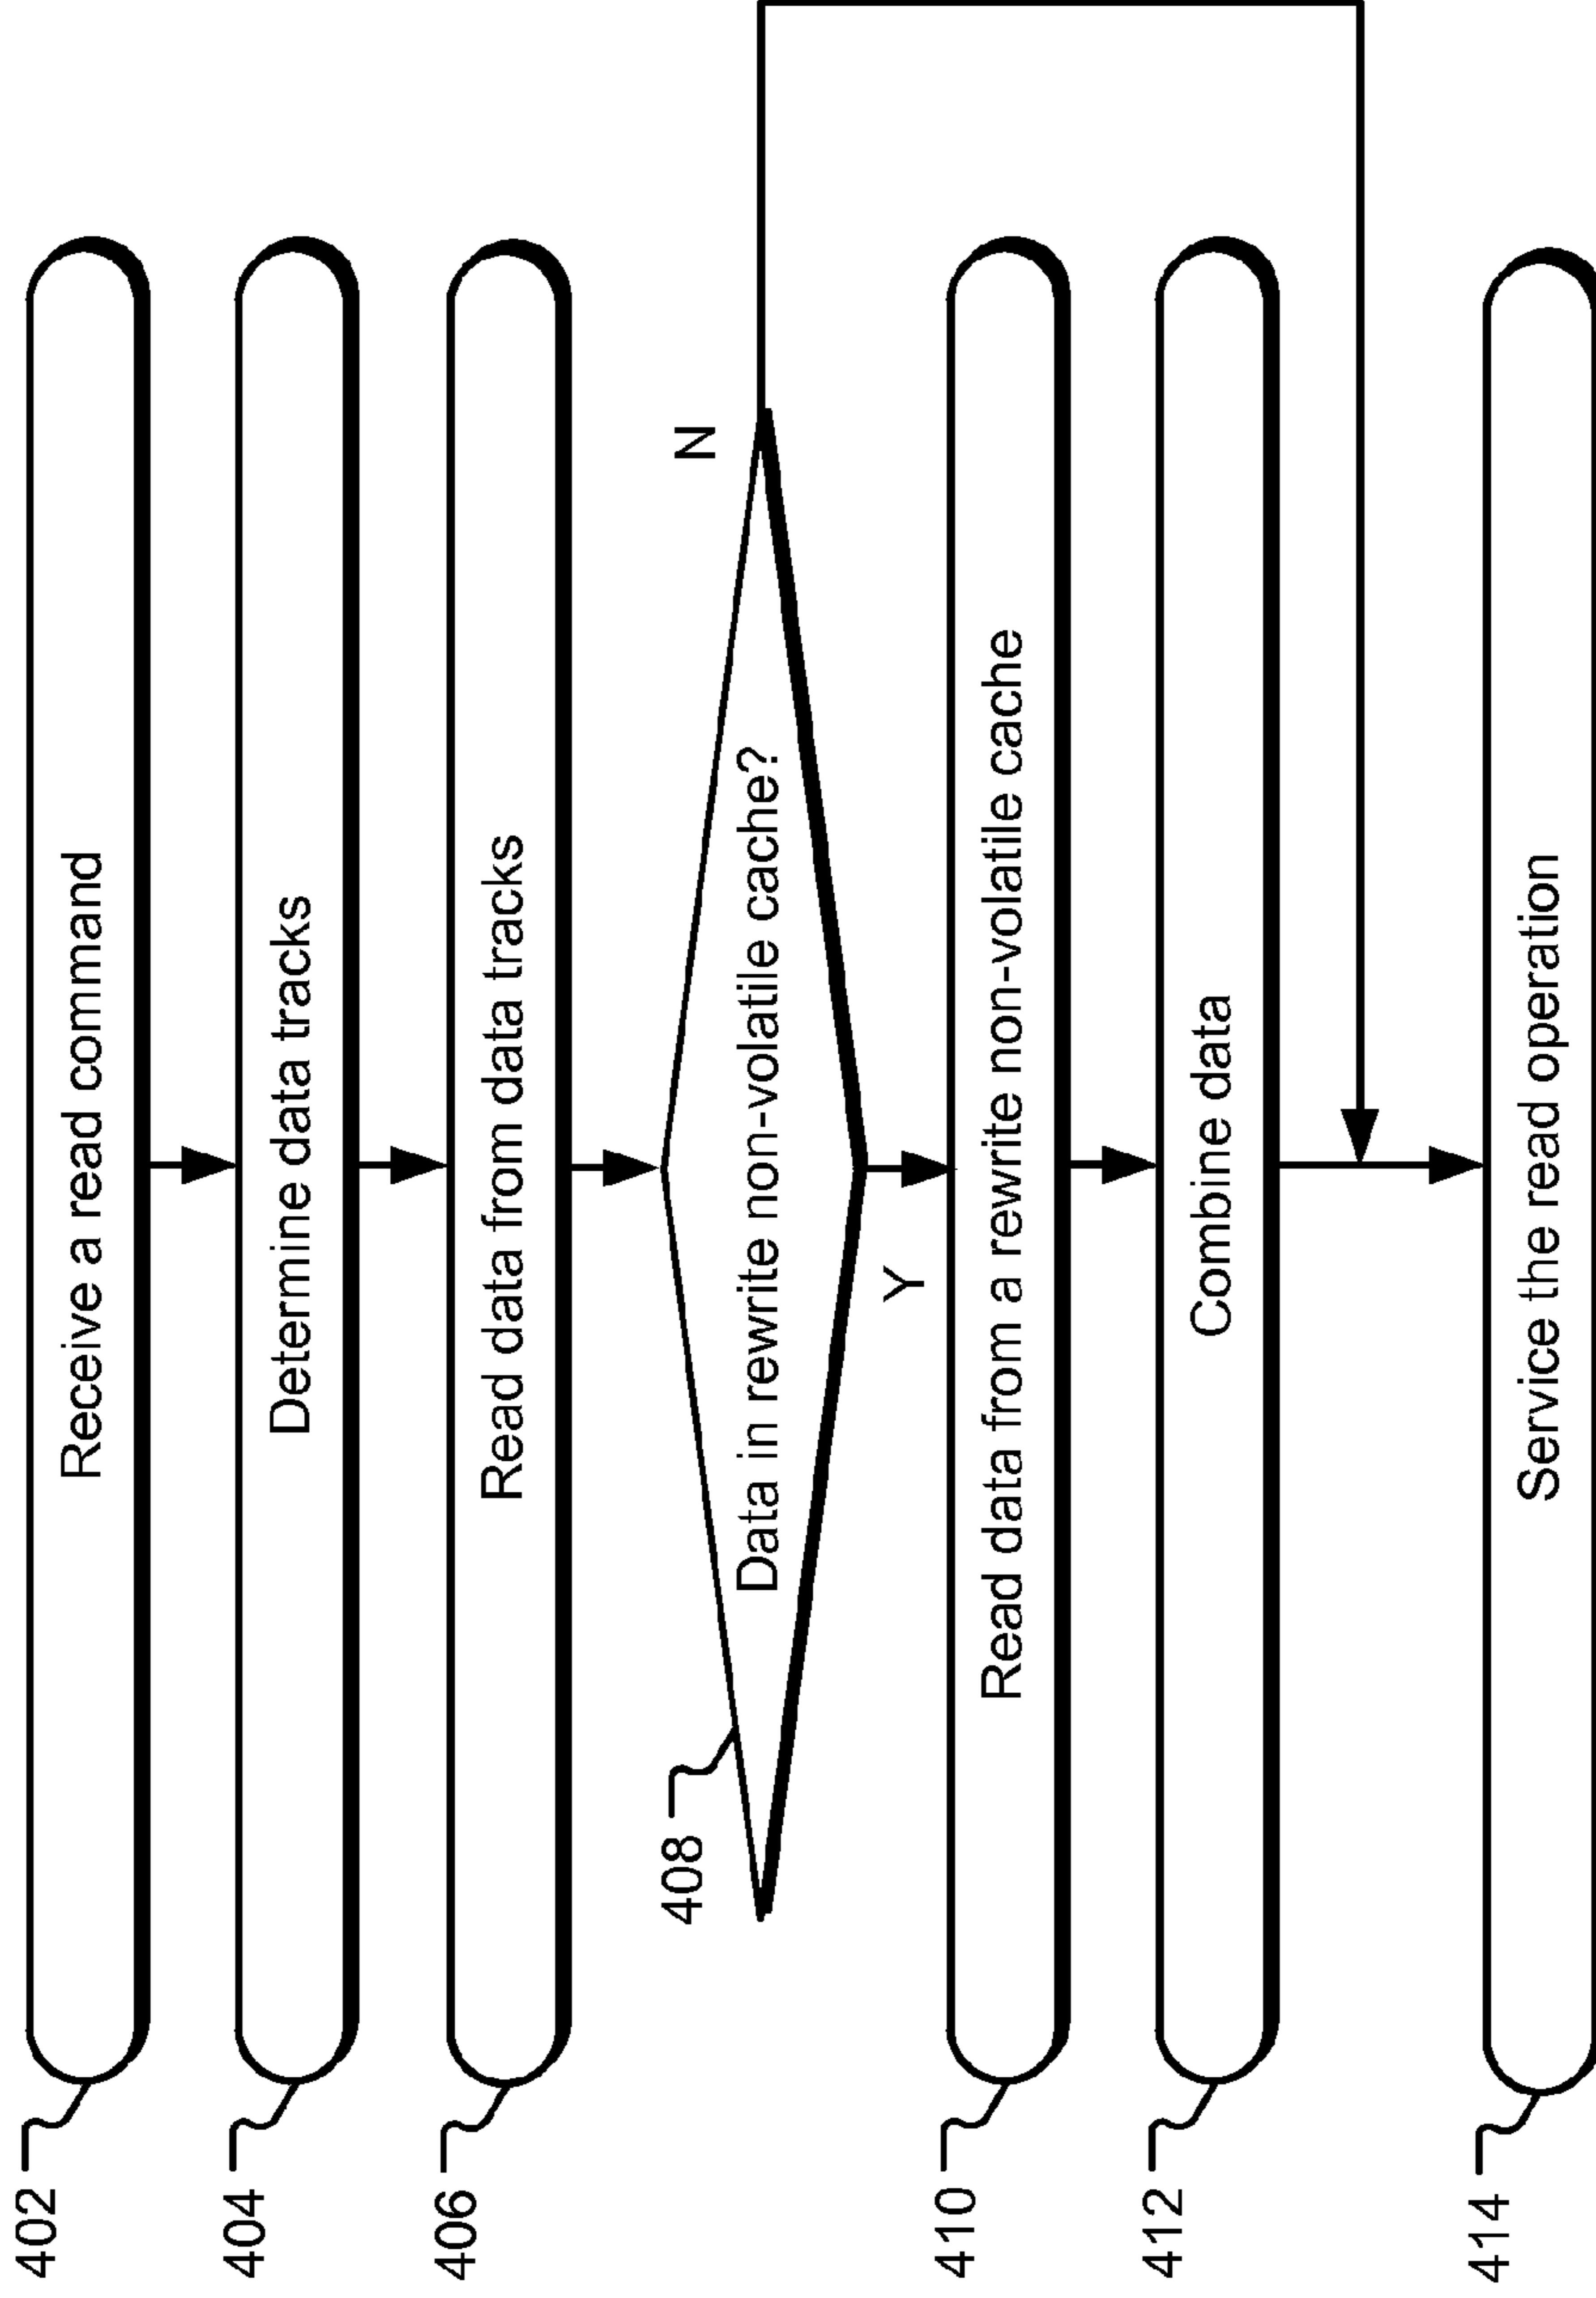 402
Receive a read command
404
Determine data tracks
406
Read data from data tracks
408
Data in rewrite non-volatile cache?
N
Y
410
Read data from a rewrite non-volatile cache
412
Combine data
414
Service the read operation